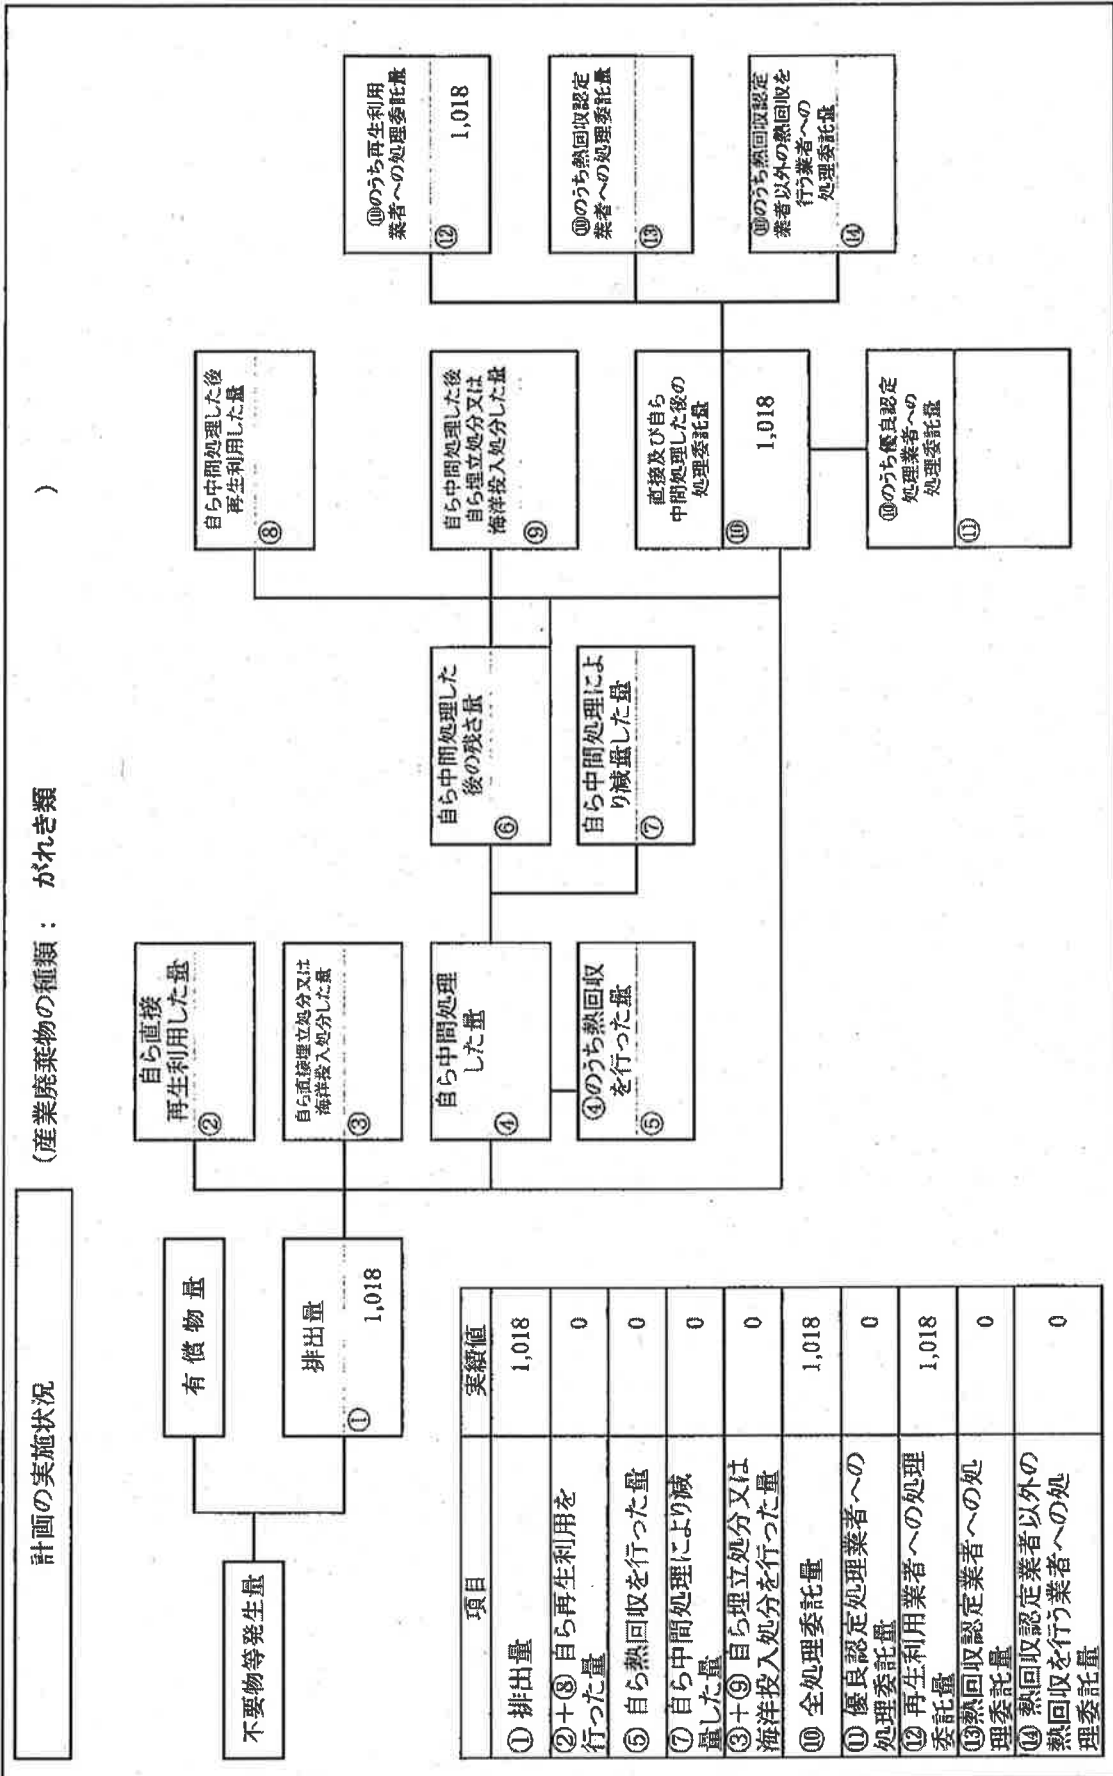 計画の実施状況
(産業廃棄物の種類： がれき類 )
不要物等発生量
有償物量
排出量
①
1,018
自ら直接
再生利用した量
②
自ら直接埋立処分又は
海洋投入処分した量
③
自ら中間処理
した量
④
④のうち熱回収
を行った量
⑤
自ら中間処理した
後の残さ量
⑥
自ら中間処理によ
り減量した量
⑦
自ら中間処理した後
再生利用した量
⑧
自ら中間処理した後
自ら埋立処分又は
海洋投入処分した量
⑨
直接及び自ら
中間処理した後の
処理委託量
⑩
1,018
⑩のうち優良認定
処理業者への
処理委託量
⑪
⑩のうち再生利用
業者への処理委託量
⑫
1,018
⑩のうち熱回収認定
業者への処理委託量
⑬
⑩のうち熱回収認定
業者以外の熱回収を
行う業者への
処理委託量
⑭
項目 実績値
① 排出量 1,018
②＋⑧ 自ら再生利用を
行った量 0
⑤ 自ら熱回収を行った量 0
⑦ 自ら中間処理により減
量した量 0
③＋⑨ 自ら埋立処分又は
海洋投入処分を行った量 0
⑩ 全処理委託量 1,018
⑪ 優良認定処理業者への
処理委託量 0
⑫ 再生利用業者への処理
委託量 1,018
⑬熱回収認定業者への処
理委託量 0
⑭ 熱回収認定業者以外の
熱回収を行う業者への処
理委託量 0